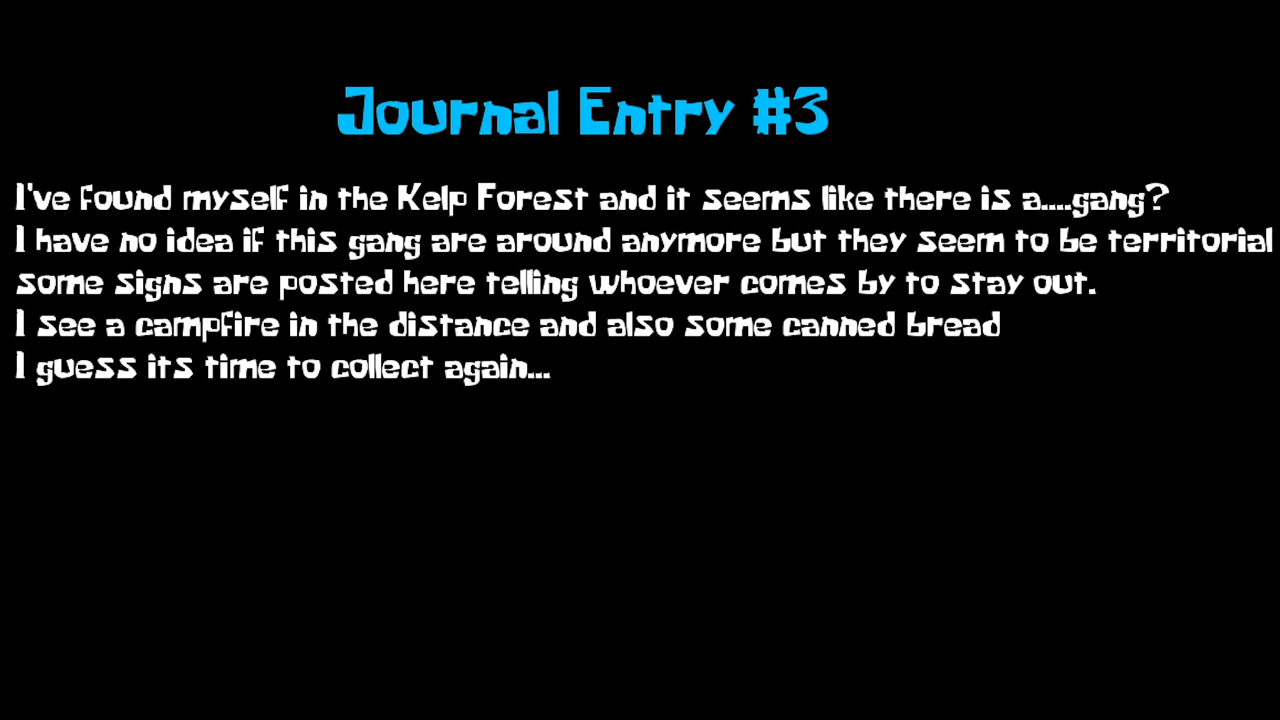 Journal Entry #3
I've found myself in the Kelp Forest and it seems like there is a....gang?
I have no idea if this gang are around anymore but they seem to be territorial
some signs are posted here telling whoever comes by to stay out.
I see a campfire in the distance and also some canned bread
I guess its time to collect again...